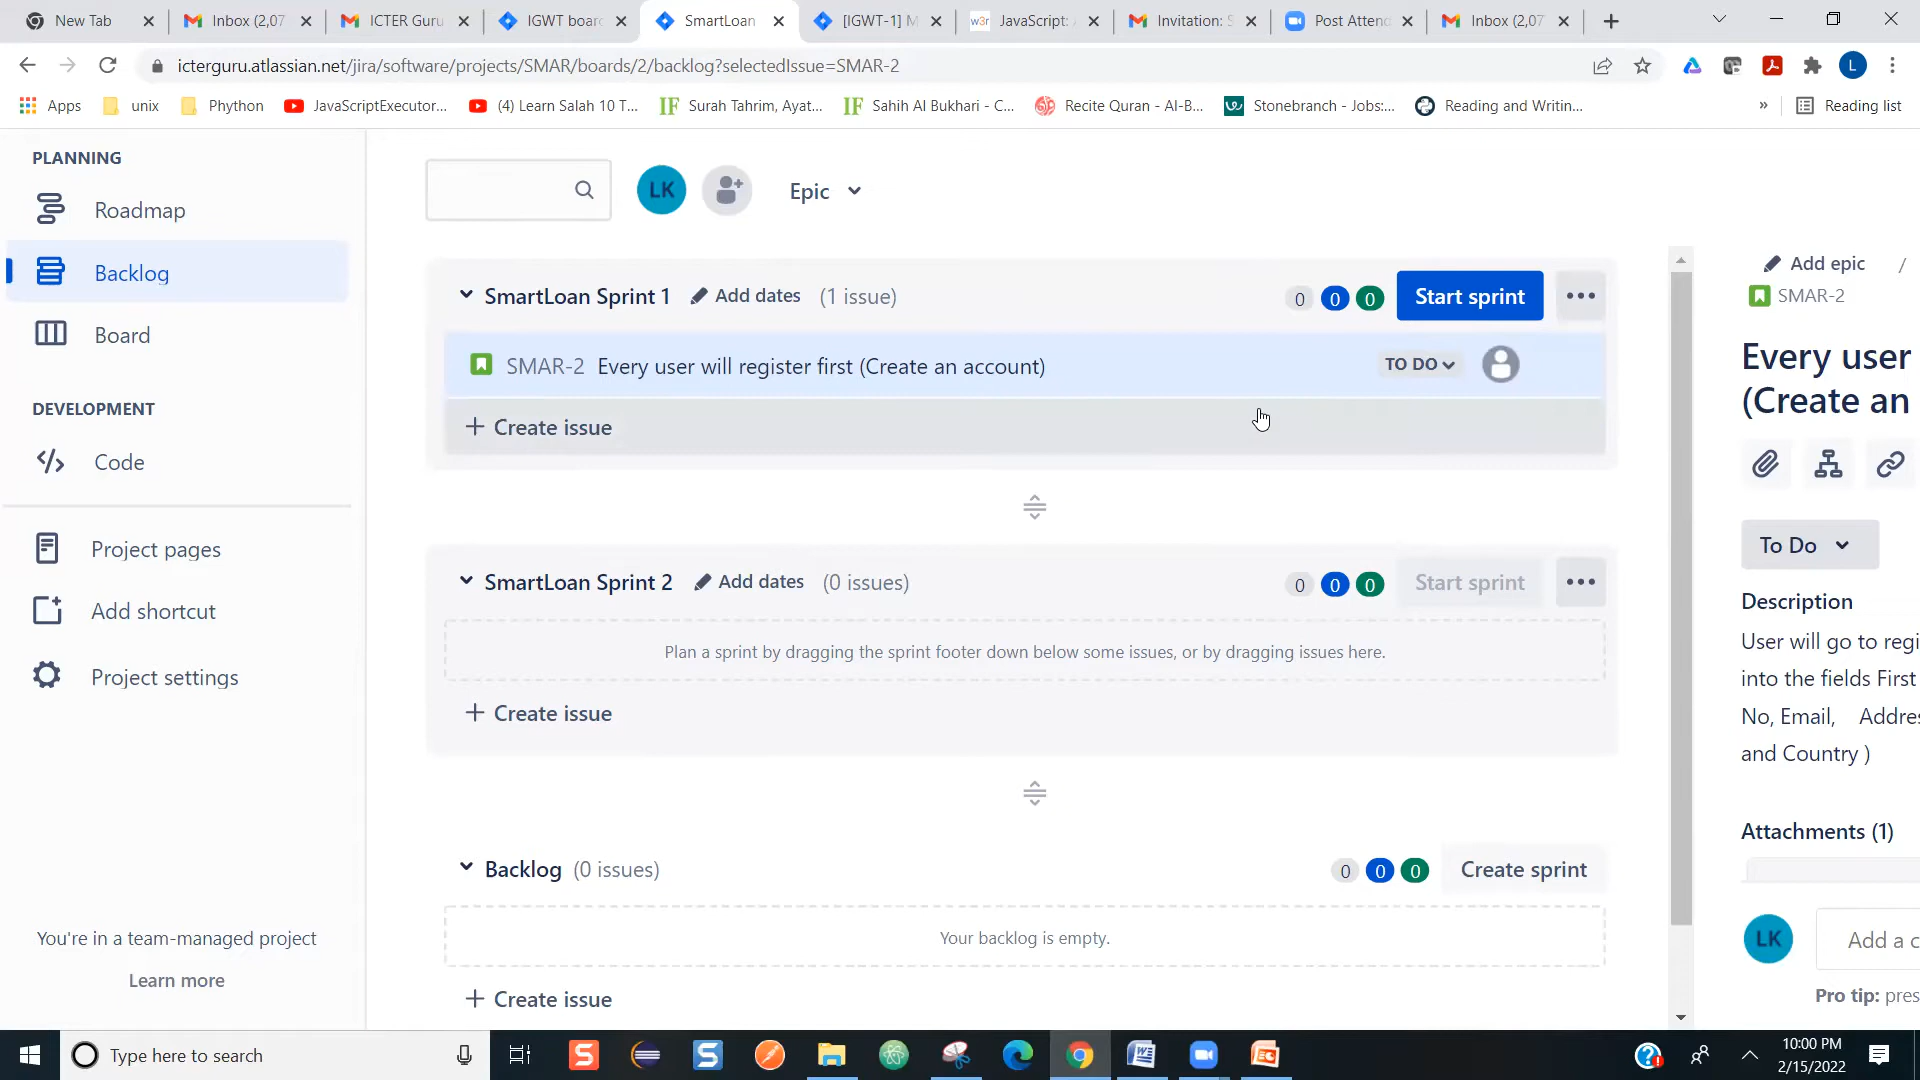 New Tab
Inbox (2,07
ICTER Guru
IGWT board
SmartLoan
[IGWT-1] M
w3r JavaScript:
Invitation: S
Post Attend
Inbox (2,07
icterguru.atlassian.net/jira/software/projects/SMAR/boards/2/backlog?selectedIssue=SMAR-2
L
Apps
unix
Phython
JavaScriptExecutor...
(4) Learn Salah 10 T...
IF Surah Tahrim, Ayat...
IF Sahih Al Bukhari - C...
Recite Quran - Al-B...
Stonebranch - Jobs:...
Reading and Writin...
»
Reading list
PLANNING
Roadmap
Backlog
Board
DEVELOPMENT
Code
Project pages
Add shortcut
Project settings
You're in a team-managed project
Learn more
LK
Epic
SmartLoan Sprint 1
Add dates
(1 issue)
0 0 0
Start sprint
SMAR-2 Every user will register first (Create an account)
TO DO
+ Create issue
SmartLoan Sprint 2
Add dates
(0 issues)
0 0 0
Start sprint
Plan a sprint by dragging the sprint footer down below some issues, or by dragging issues here.
+ Create issue
Backlog (0 issues)
0 0 0
Create sprint
Your backlog is empty.
+ Create issue
Add epic /
SMAR-2
Every user
(Create an
To Do
Description
User will go to regi
into the fields First
No, Email, Addres
and Country )
Attachments (1)
LK
Add a c
Pro tip: pres
Type here to search
10:00 PM
2/15/2022